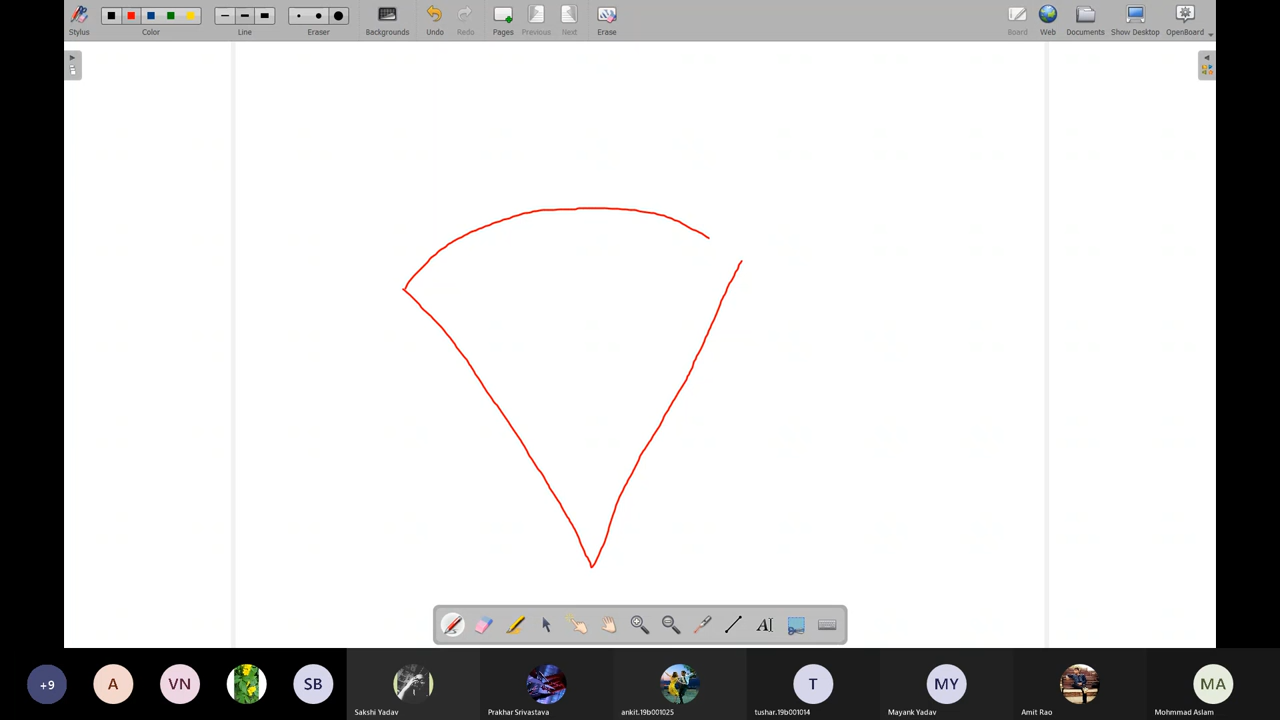 Stylus Color Line Eraser Backgrounds Undo Redo Pages Previous Next Erase Board Web Documents Show Desktop OpenBoard
AI
+9 A VN SB T MY MA
Sakshi Yadav Prakhar Srivastava ankit.19b001025 tushar.19b001014 Mayank Yadav Amit Rao Mohmmad Aslam